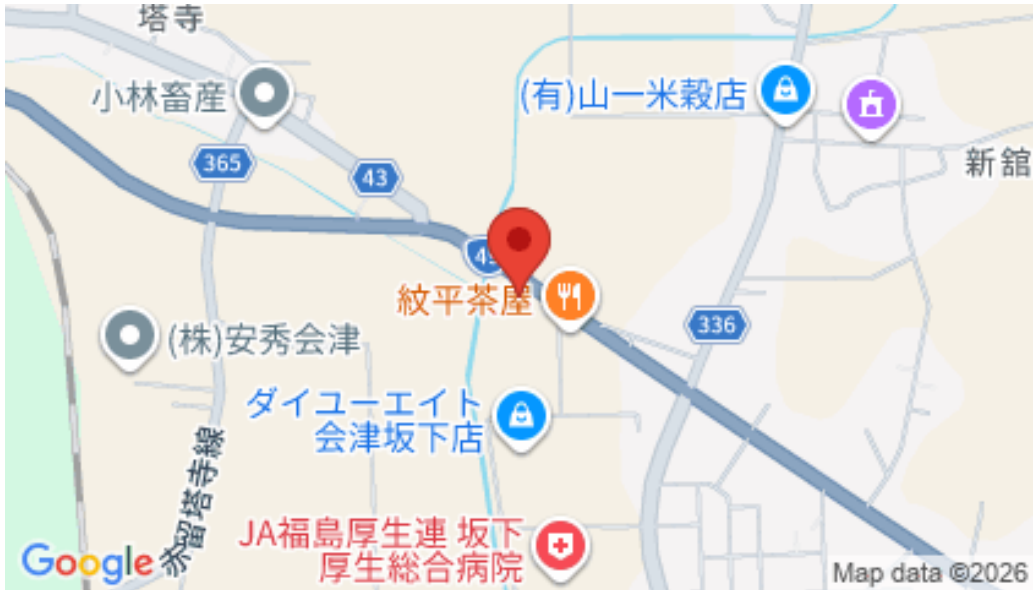 塔寺
小林畜産
(有)山一米穀店
新舘
365
43
紋平茶屋
336
(株)安秀会津
ダイユーエイト
会津坂下店
赤留塔寺線
JA福島厚生連 坂下
厚生総合病院
Google
Map data ©2026